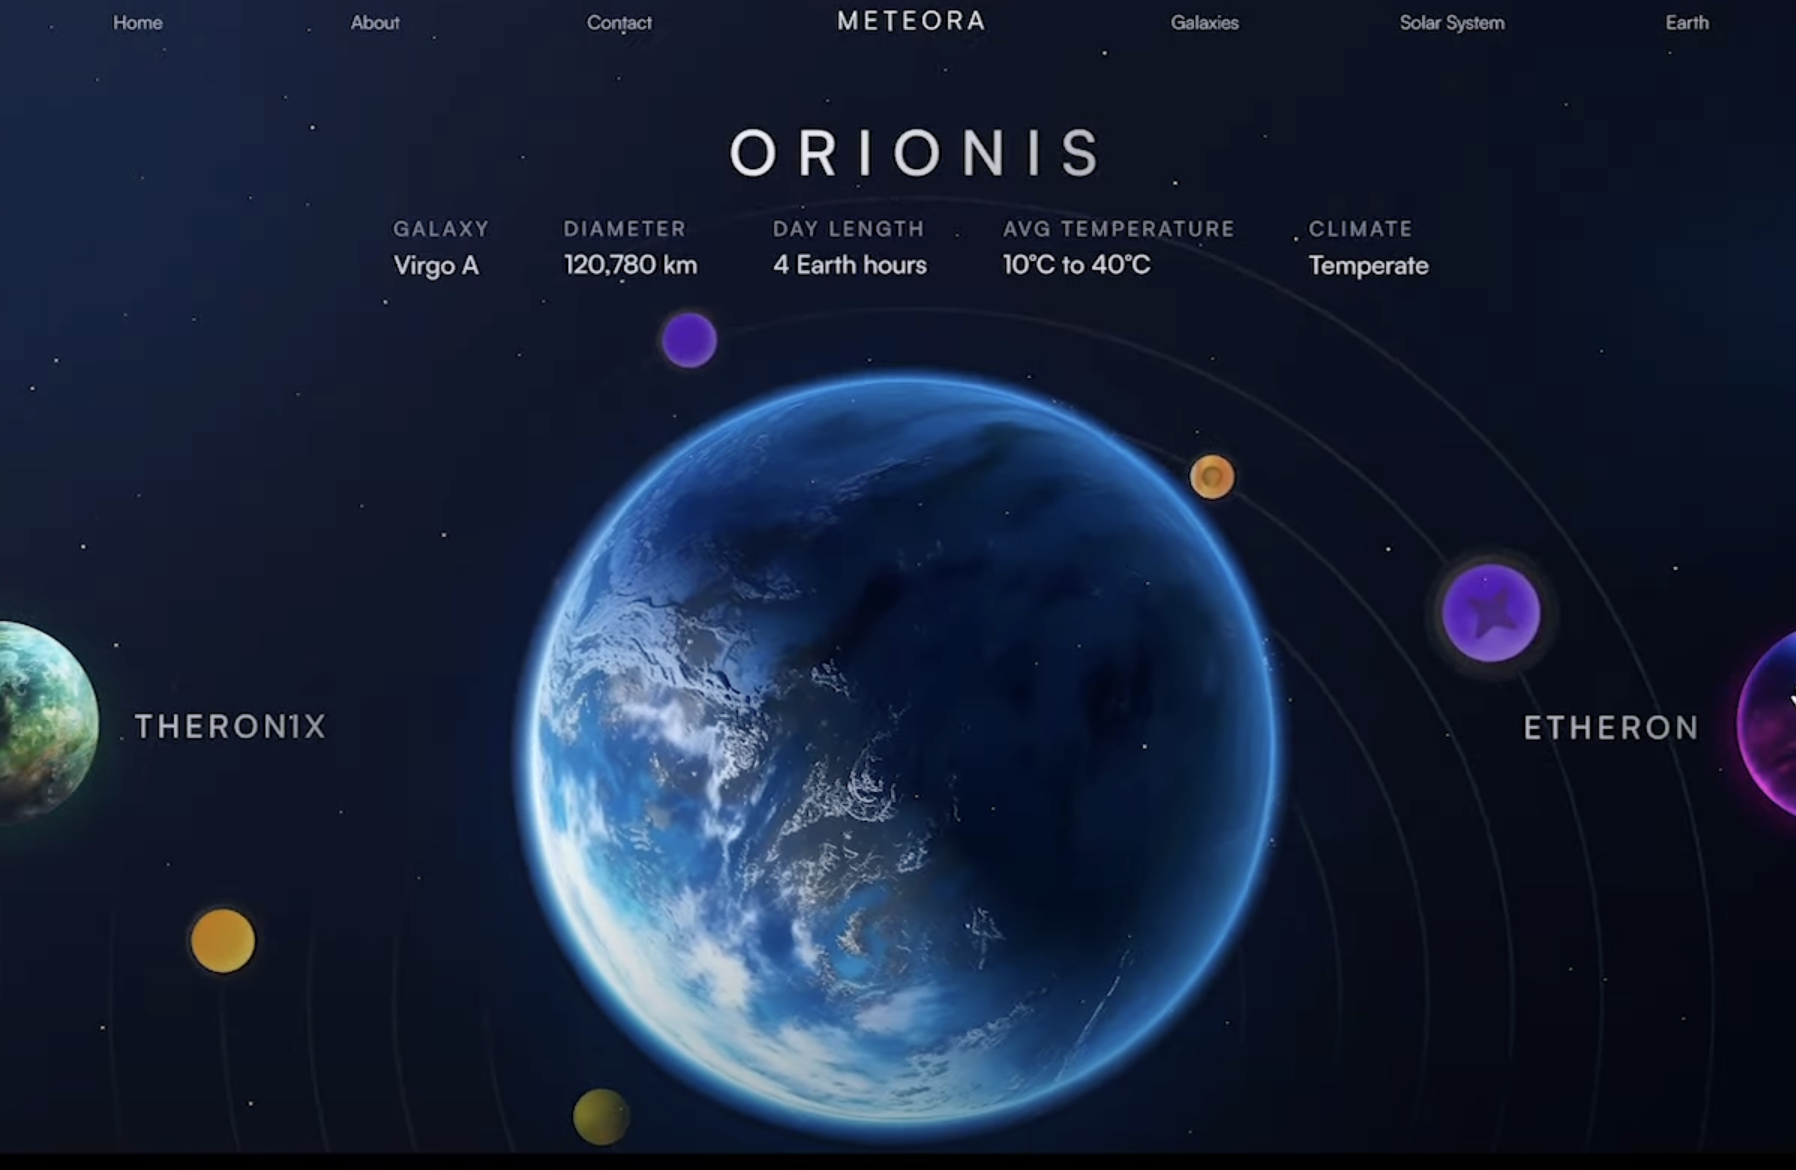 Home About Contact METEORA Galaxies Solar System Earth
ORIONIS
GALAXY DIAMETER DAY LENGTH AVG TEMPERATURE CLIMATE
Virgo A 120,780 km 4 Earth hours 10°C to 40°C Temperate
THERON1X ETHERON